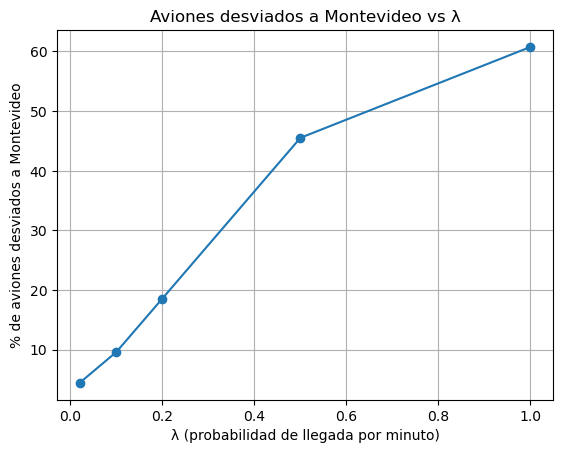 Aviones desviados a Montevideo vs λ
% de aviones desviados a Montevideo
60
50
40
30
20
10
0.0 0.2 0.4 0.6 0.8 1.0
λ (probabilidad de llegada por minuto)